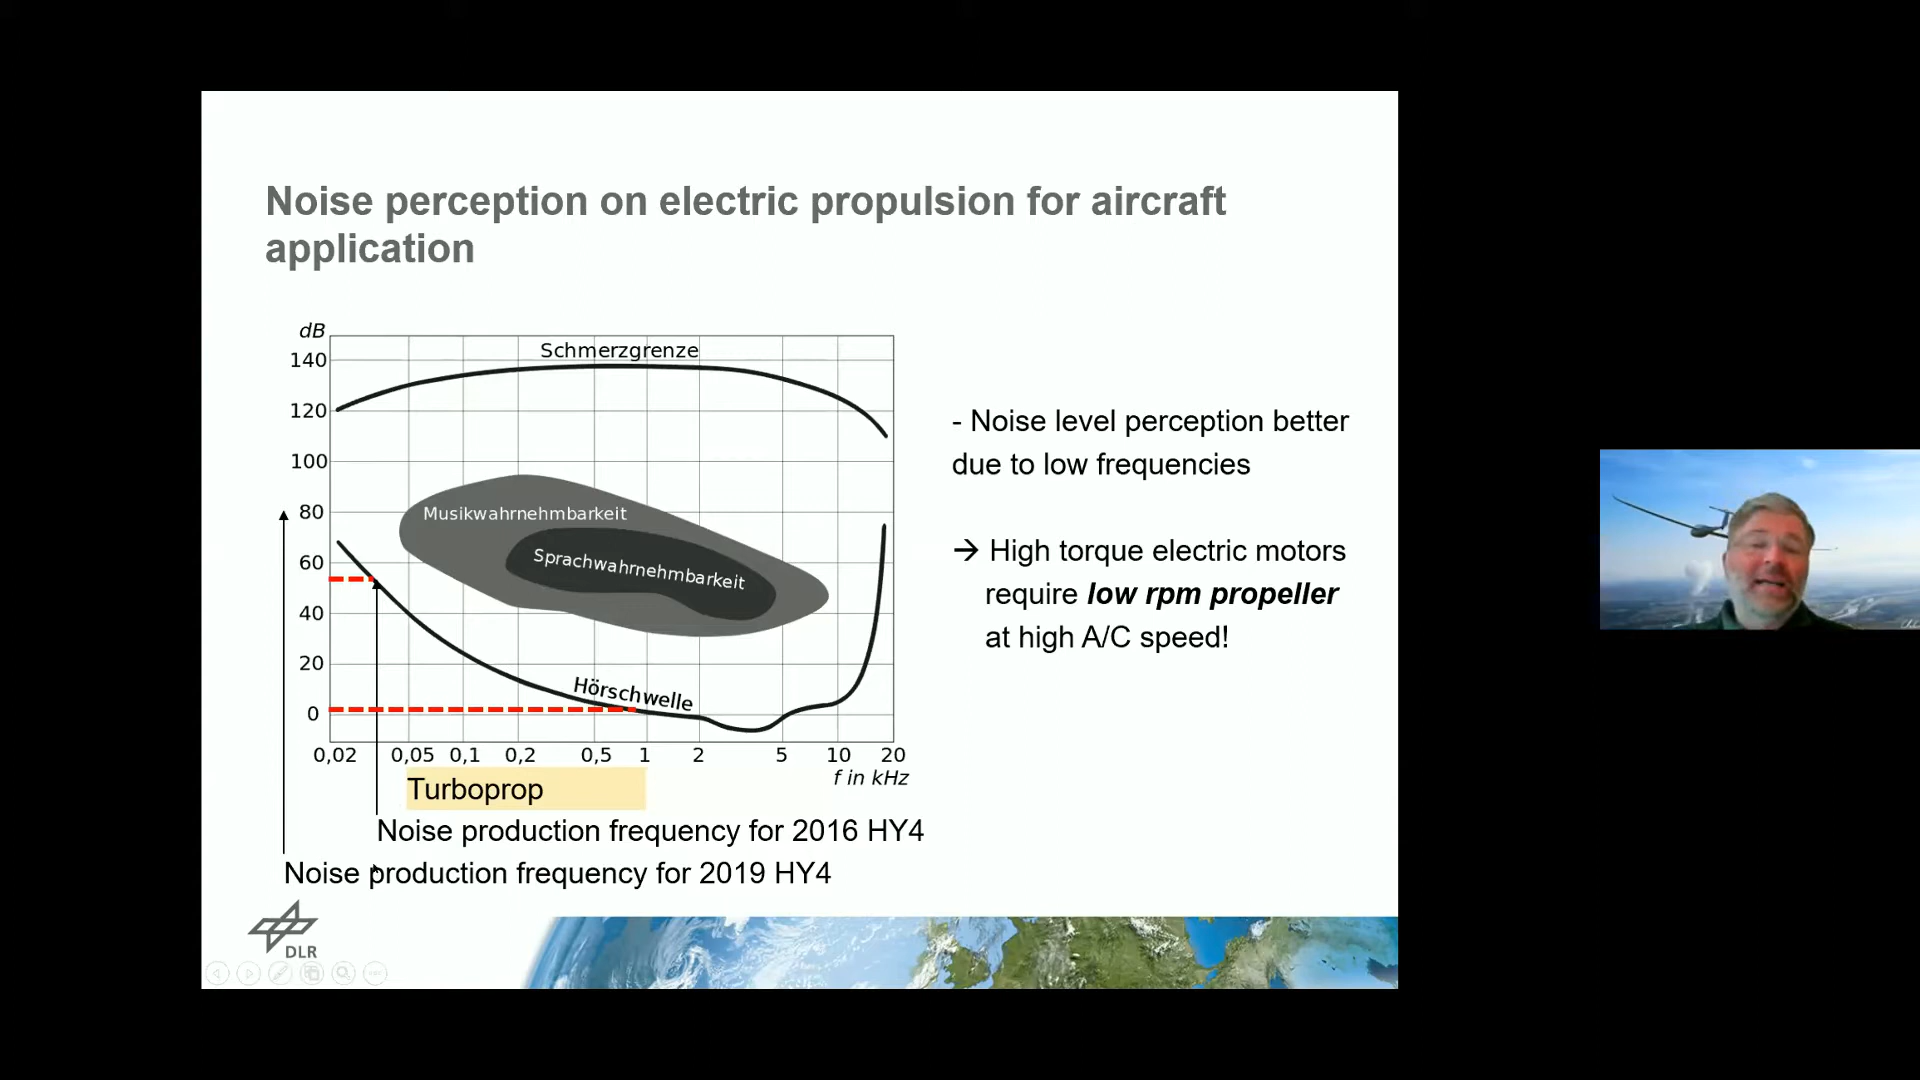 Noise perception on electric propulsion for aircraft
application
dB
140
120
100
80
60
40
20
0
Schmerzgrenze
Musikwahrnehmbarkeit
Sprachwahrnehmbarkeit
Hörschwelle
0,02 0,05 0,1 0,2 0,5 1 2 5 10 20
f in kHz
Turboprop
Noise production frequency for 2016 HY4
Noise production frequency for 2019 HY4
- Noise level perception better
due to low frequencies
→ High torque electric motors
require low rpm propeller
at high A/C speed!
DLR